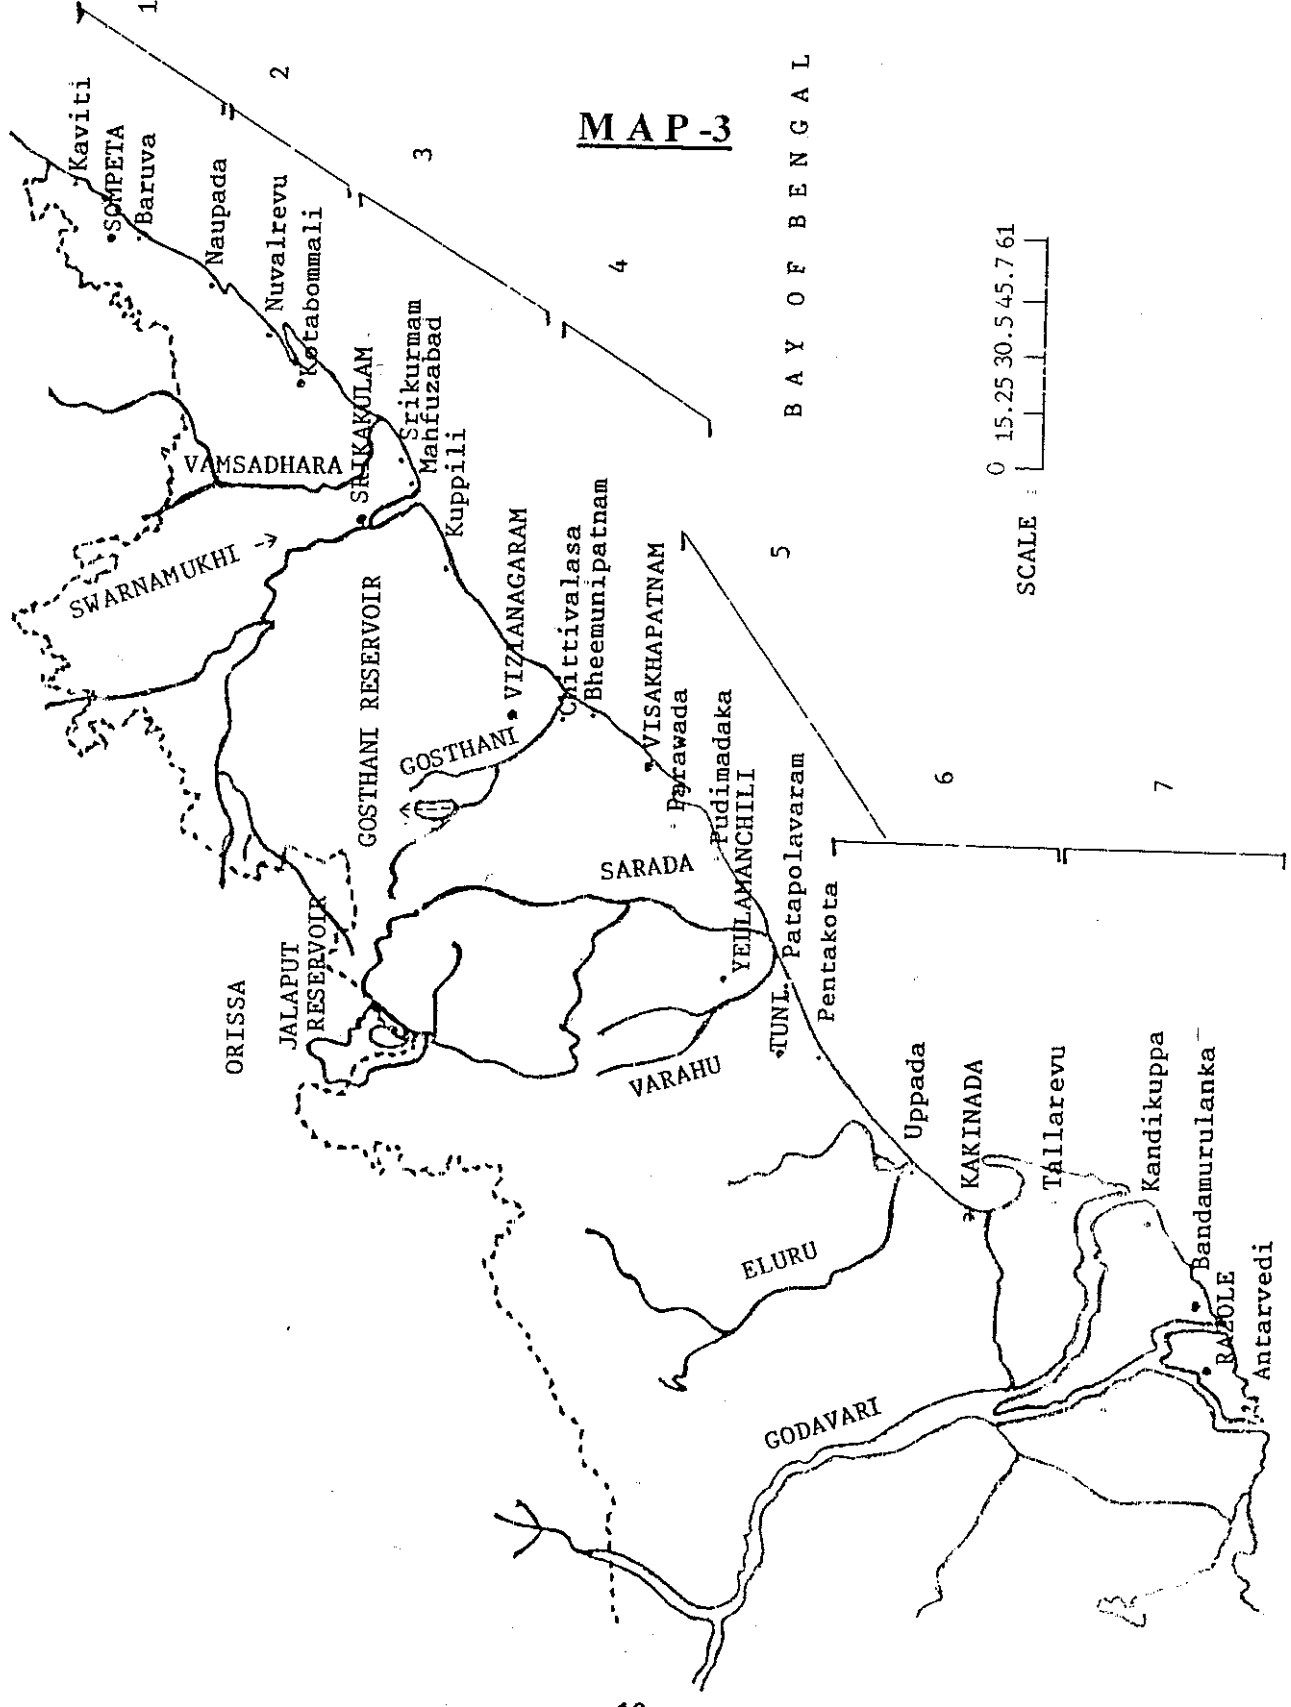 MAP-3
1
2
3
4
5
6
7
Kaviti
SOMPETA
Baruva
Naupada
Nuvalrevu
Kotabommali
SRIKAKULAM
Srikurmam
Mahfuzabad
Kuppili
VAMSADHARA
SWARNAMUKHI
GOSTHANI RESERVOIR
GOSTHANI
VIZIANAGARAM
Chittivalasa
Bheemunipatnam
VISAKHAPATNAM
Parawada
Pudimadaka
YELLAMANCHILI
Patapolavaram
Pentakota
SARADA
VARAHU
ORISSA
JALAPUT
RESERVOIR
Uppada
KAKINADA
Tallarevu
Kandikuppa
Bandamurulanka
RAZOLE
Antarvedi
ELURU
GODAVARI
BAY OF BENGAL
SCALE :
0 15.25 30.5 45.7 61